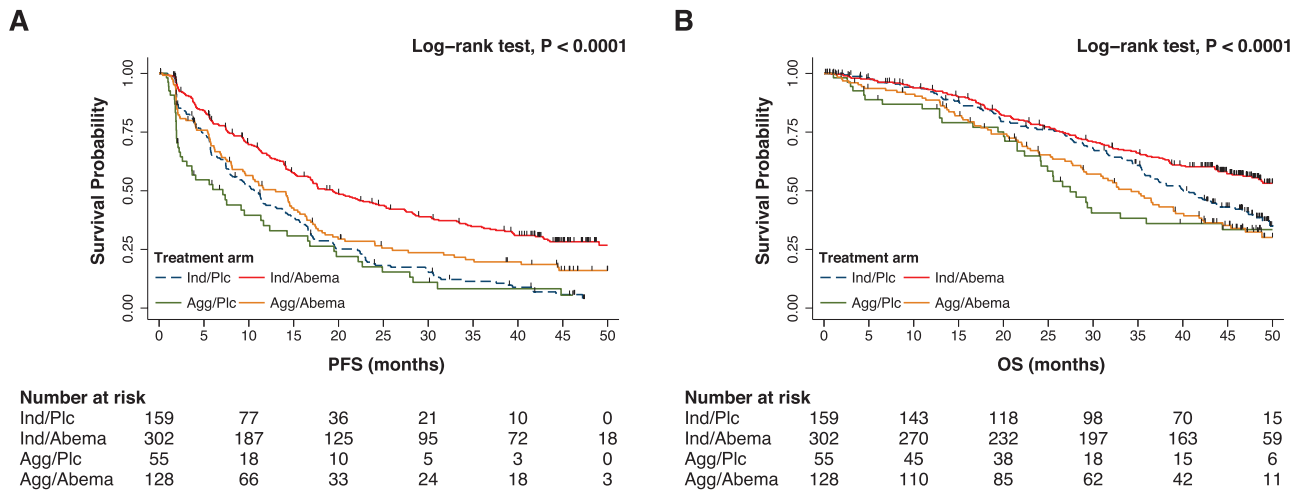 A
Log–rank test, P < 0.0001
Survival Probability
1.00
0.75
0.50
0.25
0.00
Treatment arm
Ind/Plc Ind/Abema
Agg/Plc Agg/Abema
0 5 10 15 20 25 30 35 40 45 50
PFS (months)
Number at risk
Ind/Plc 159 77 36 21 10 0
Ind/Abema 302 187 125 95 72 18
Agg/Plc 55 18 10 5 3 0
Agg/Abema 128 66 33 24 18 3
B
Log–rank test, P < 0.0001
Survival Probability
1.00
0.75
0.50
0.25
0.00
Treatment arm
Ind/Plc Ind/Abema
Agg/Plc Agg/Abema
0 5 10 15 20 25 30 35 40 45 50
OS (months)
Number at risk
Ind/Plc 159 143 118 98 70 15
Ind/Abema 302 270 232 197 163 59
Agg/Plc 55 45 38 18 15 6
Agg/Abema 128 110 85 62 42 11